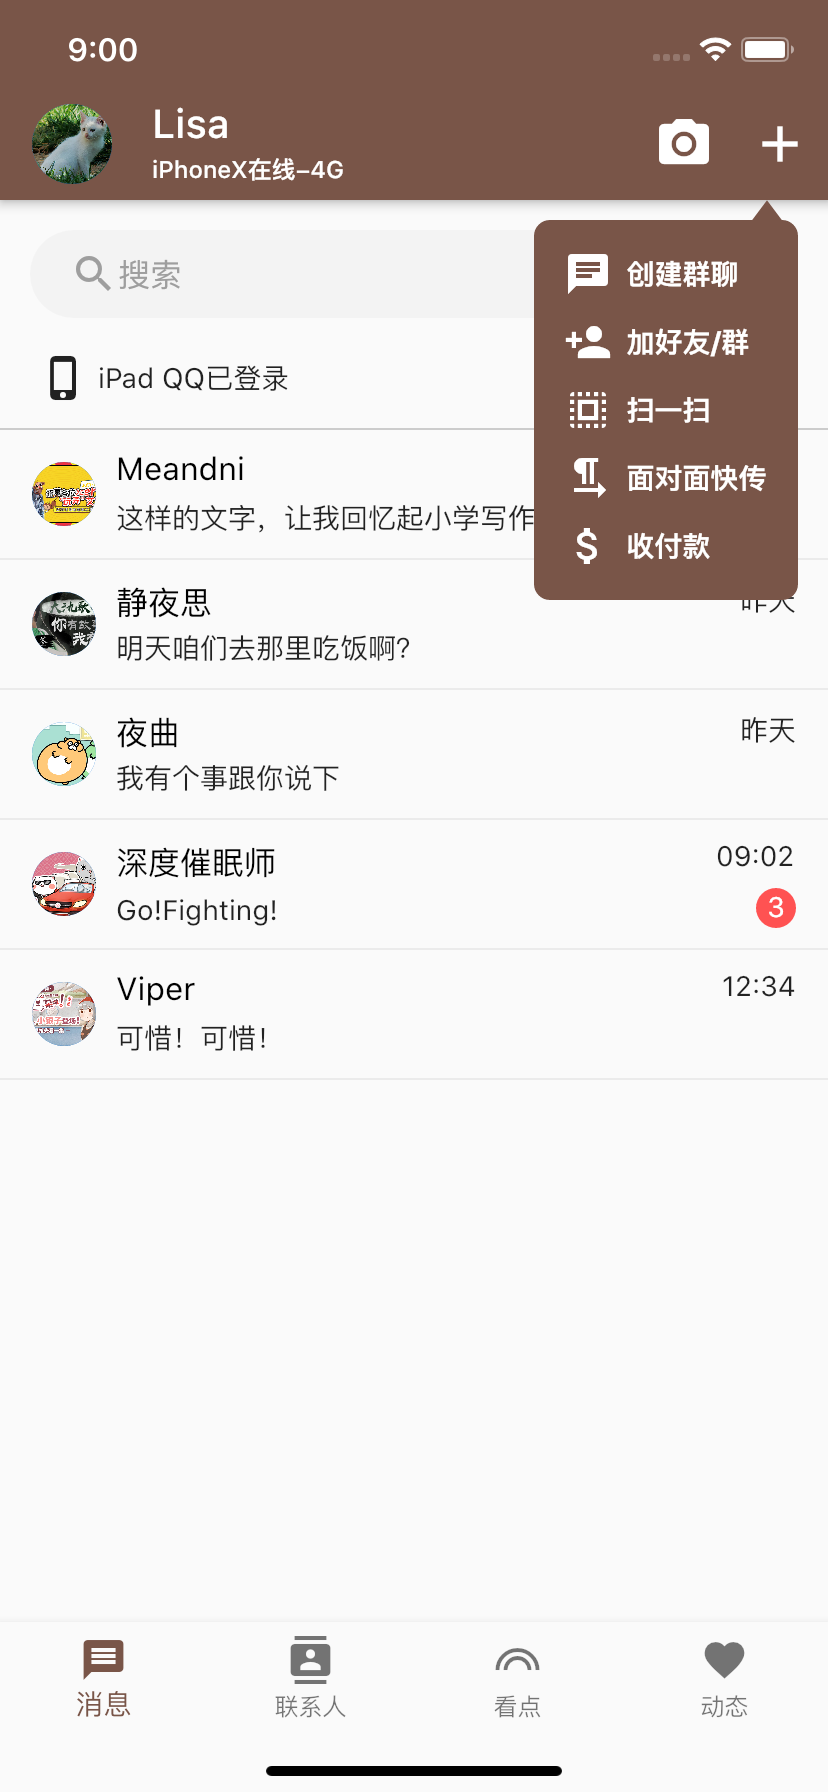 9:00
Lisa
iPhoneX在线-4G
搜索
创建群聊
加好友/群
扫一扫
面对面快传
收付款
iPad QQ已登录
Meandni
这样的文字，让我回忆起小学写作
静夜思
昨天
明天咱们去那里吃饭啊?
夜曲
昨天
我有个事跟你说下
深度催眠师
09:02
Go!Fighting!
3
Viper
12:34
可惜！可惜！
消息
联系人
看点
动态